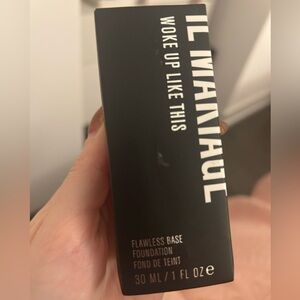 IL MAKIAGE
WOKE UP LIKE THIS
FLAWLESS BASE
FOUNDATION
FOND DE TEINT
30 ML / 1 FL OZ e